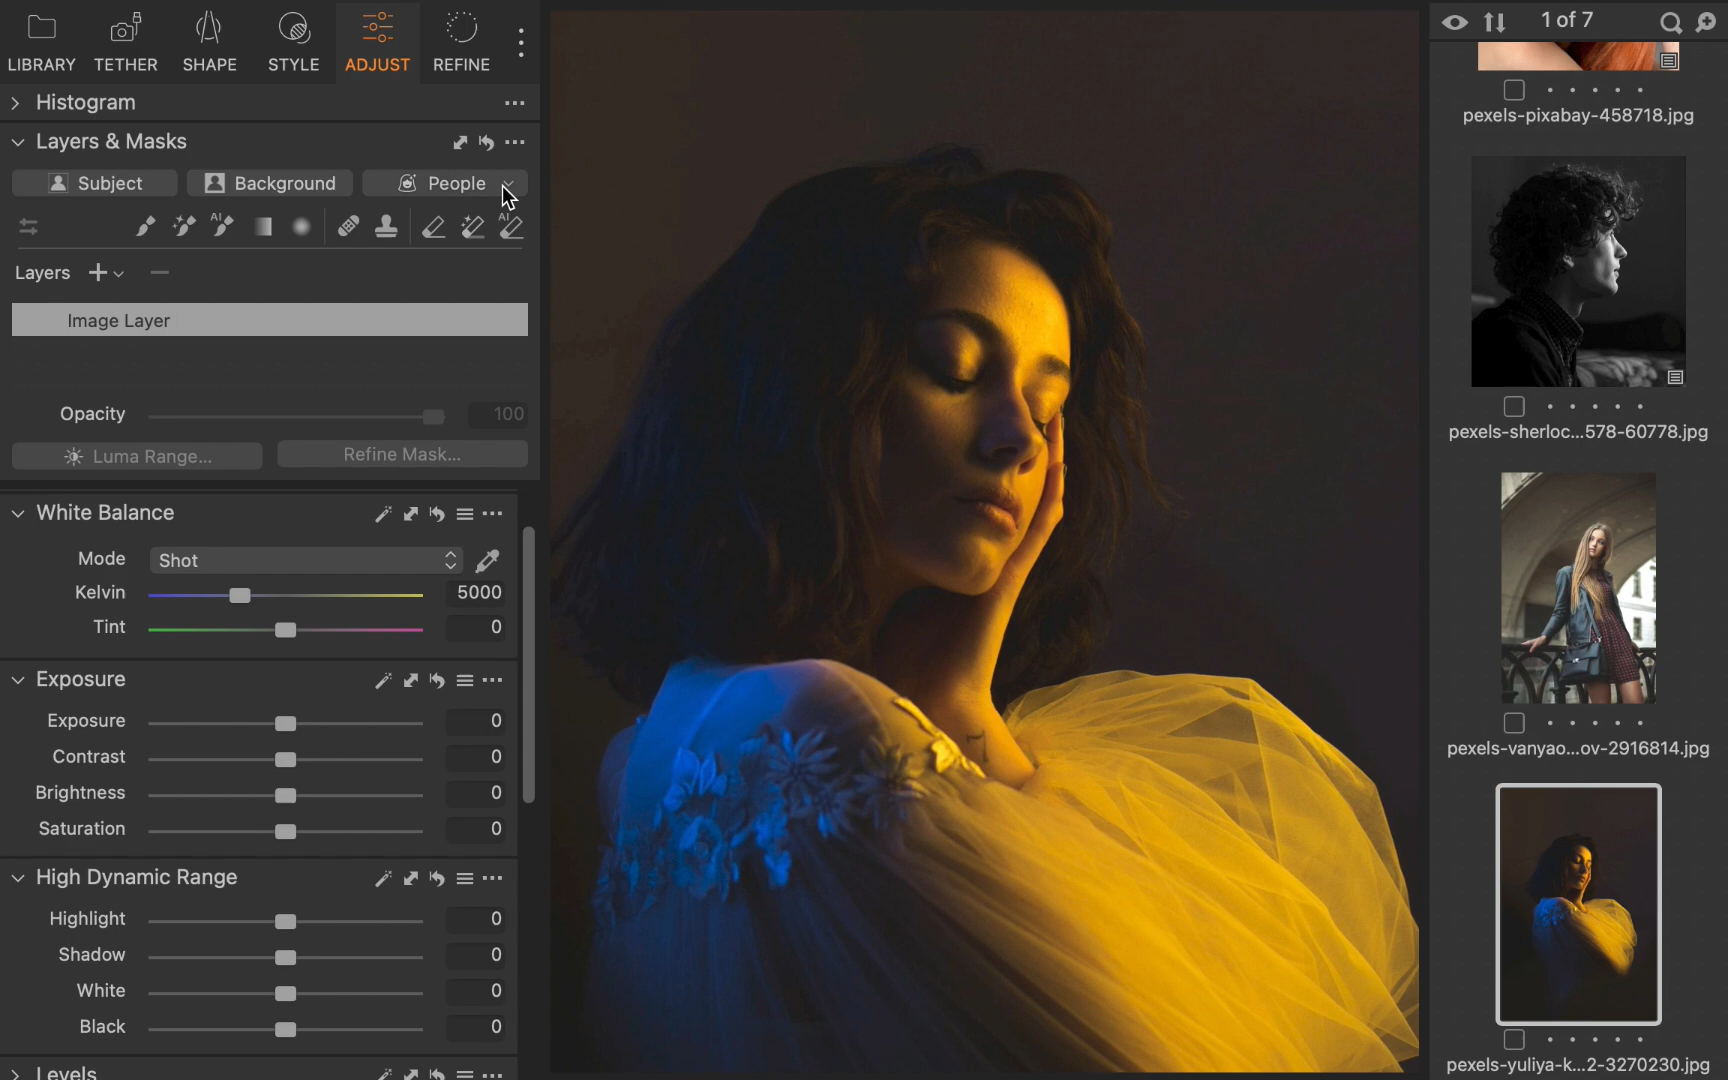 LIBRARY TETHER SHAPE STYLE ADJUST REFINE
Histogram
Layers & Masks
Subject Background People
AI AI
Layers
Image Layer
Opacity 100
Luma Range... Refine Mask...
White Balance
Mode Shot
Kelvin 5000
Tint 0
Exposure
Exposure 0
Contrast 0
Brightness 0
Saturation 0
High Dynamic Range
Highlight 0
Shadow 0
White 0
Black 0
Levels
1 of 7
pexels-pixabay-458718.jpg
pexels-sherloc...578-60778.jpg
pexels-vanyao...ov-2916814.jpg
pexels-yuliya-k...2-3270230.jpg